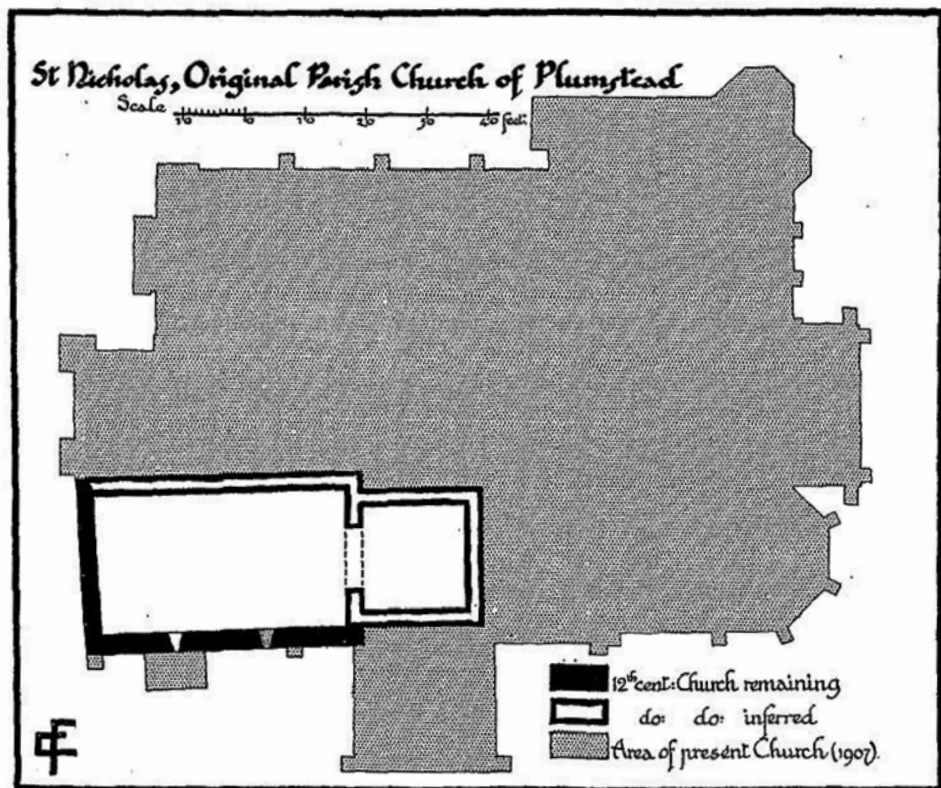 St Nicholas, Original Parish Church of Plumstead
Scale
10 0 10 20 30 40 feet:
12th cent: Church remaining
do: do: inferred
Area of present Church (1907).